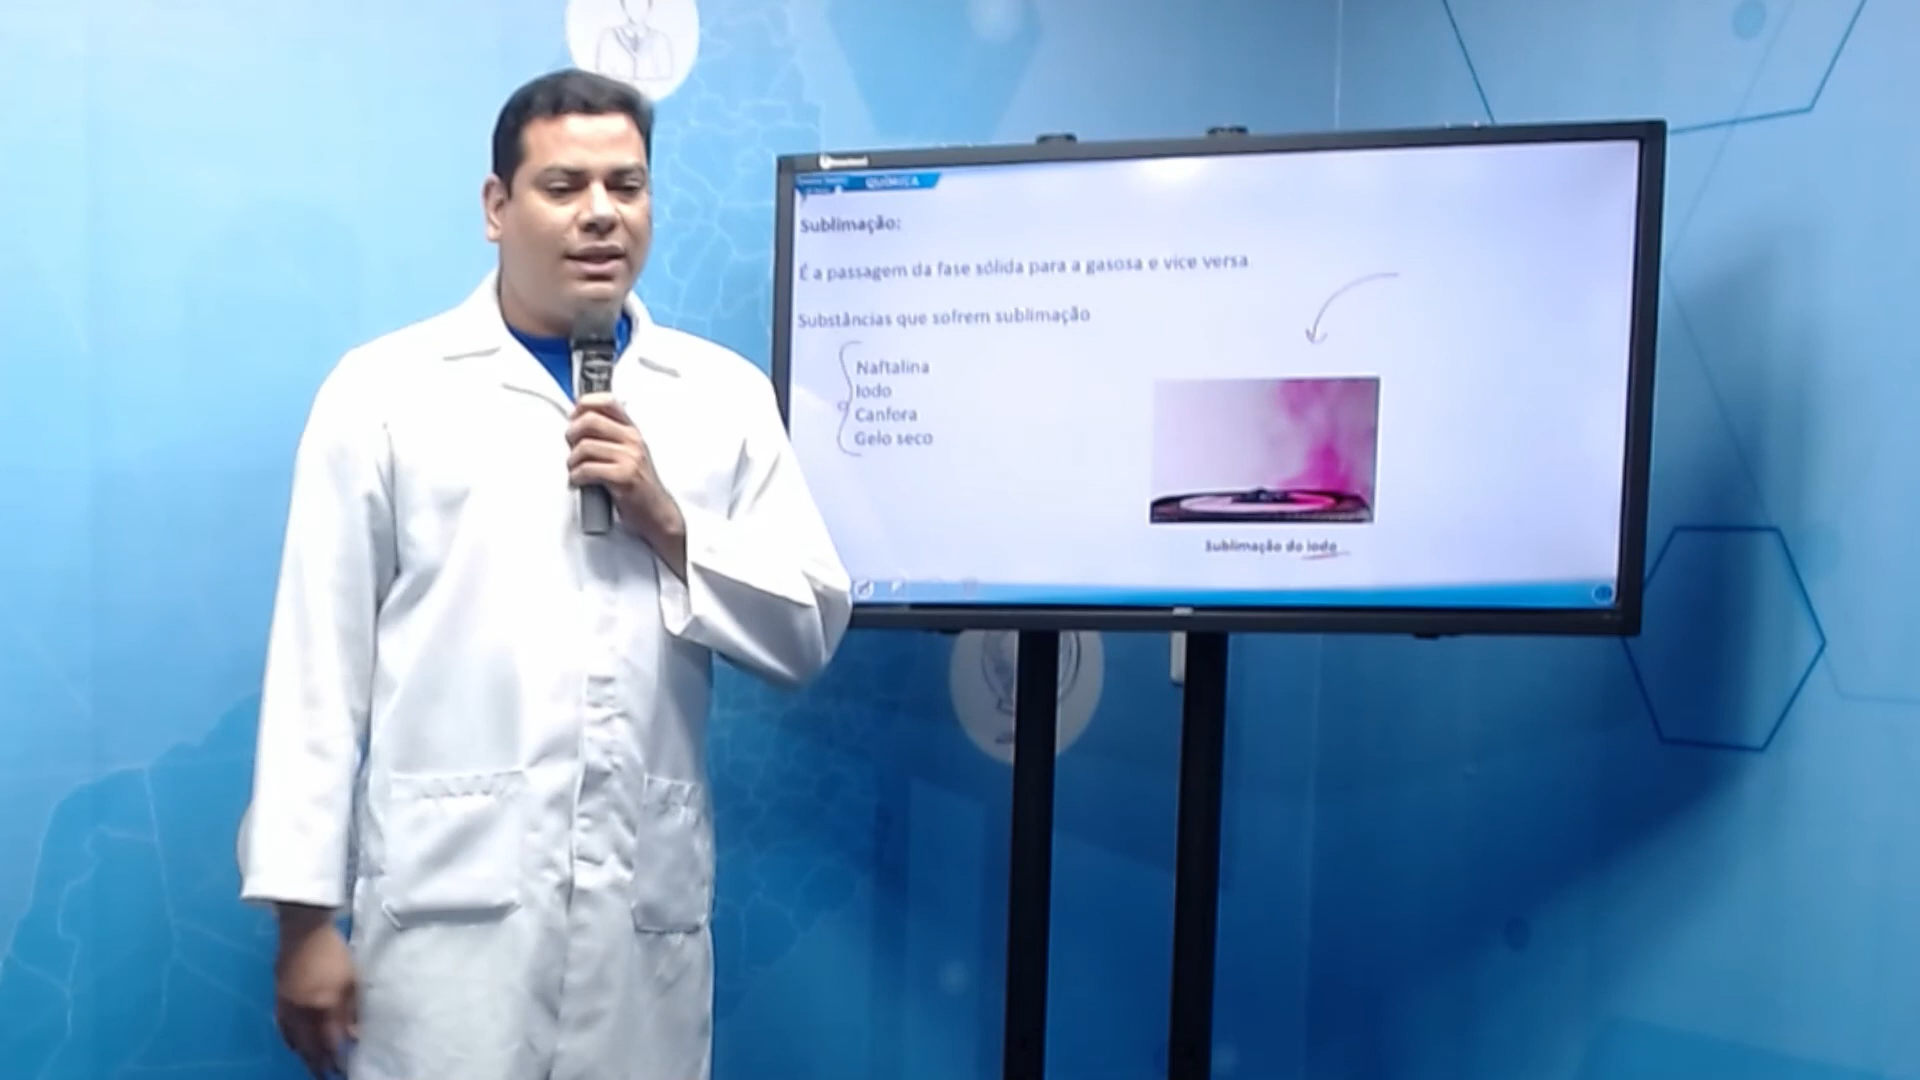 QUÍMICA
Sublimação:
É a passagem da fase sólida para a gasosa e vice versa
Substâncias que sofrem sublimação
Naftalina
Iodo
Canfora
Gelo seco
Sublimação do iodo